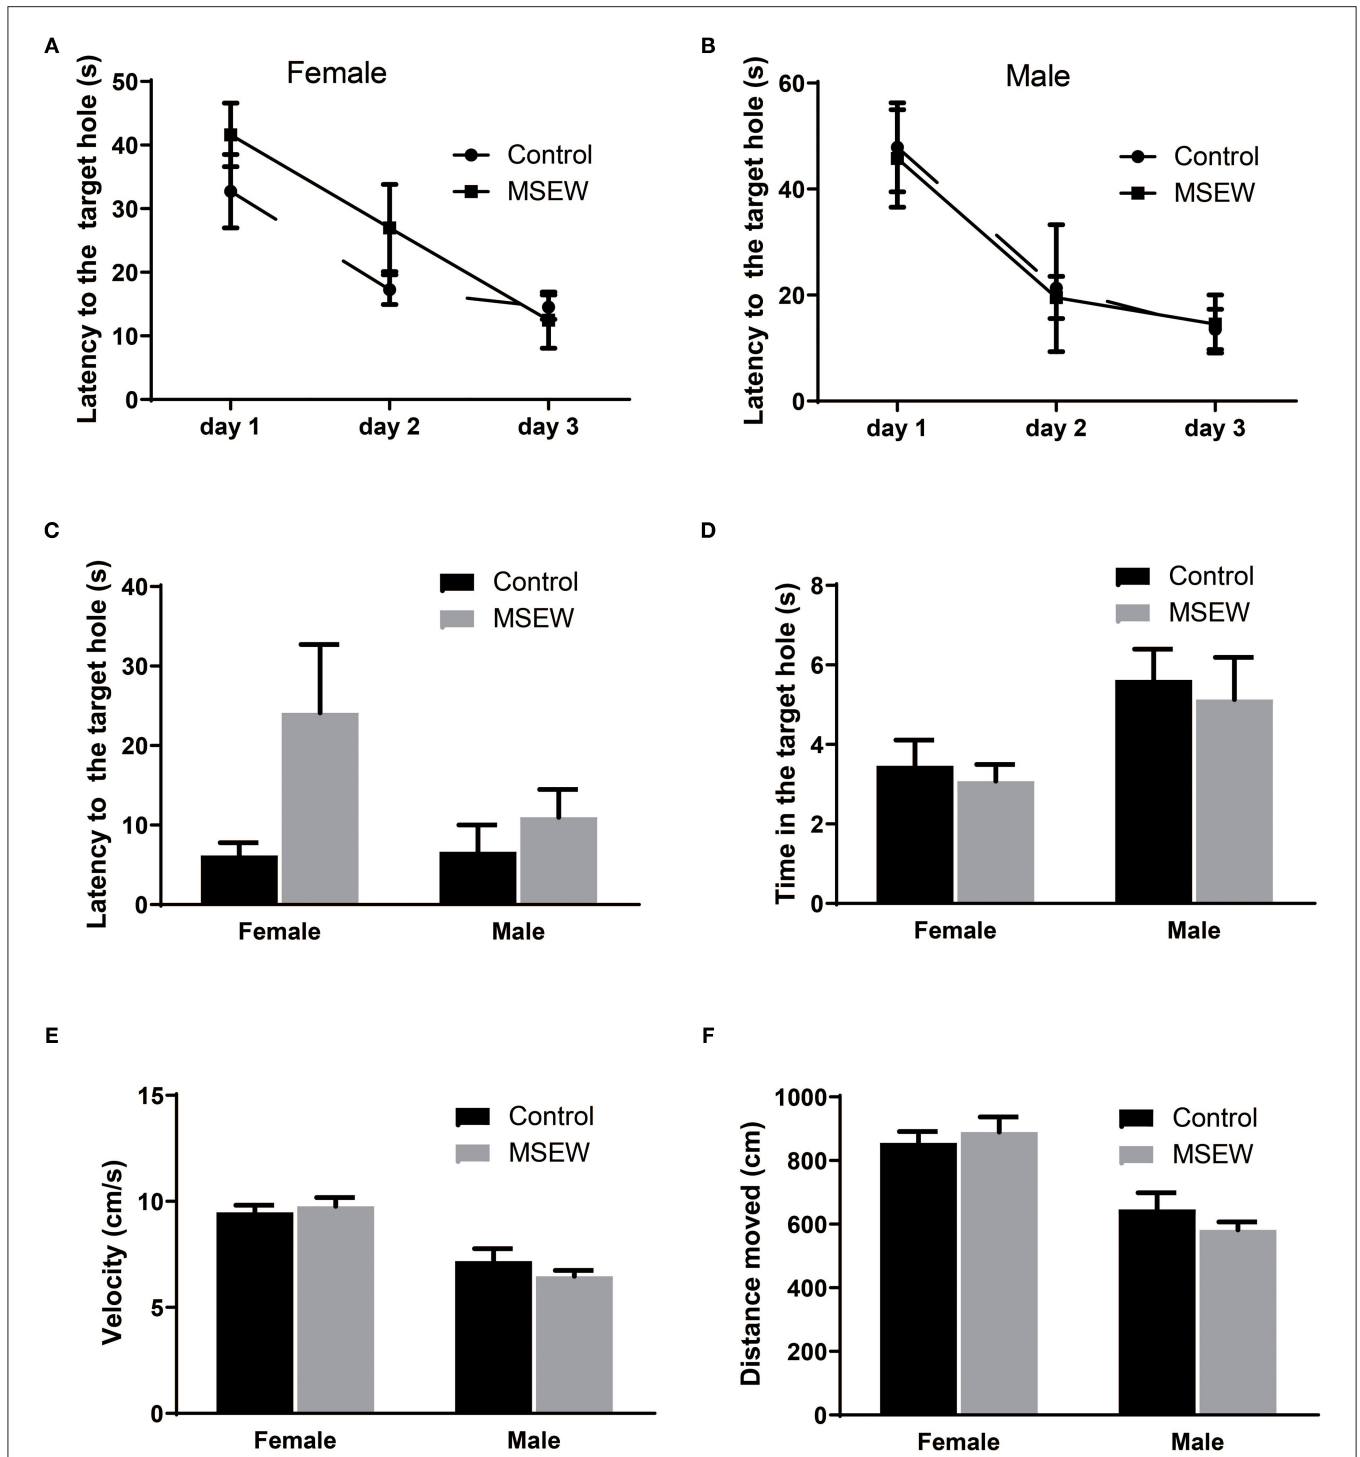 A
Female
Latency to the target hole (s)
50
40
30
20
10
0
Control
MSEW
day 1 day 2 day 3
B
Male
Latency to the target hole (s)
60
40
20
0
Control
MSEW
day 1 day 2 day 3
C
Latency to the target hole (s)
40
30
20
10
0
Control
MSEW
Female Male
D
Time in the target hole (s)
8
6
4
2
0
Control
MSEW
Female Male
E
Velocity (cm/s)
15
10
5
0
Control
MSEW
Female Male
F
Distance moved (cm)
1000
800
600
400
200
0
Control
MSEW
Female Male